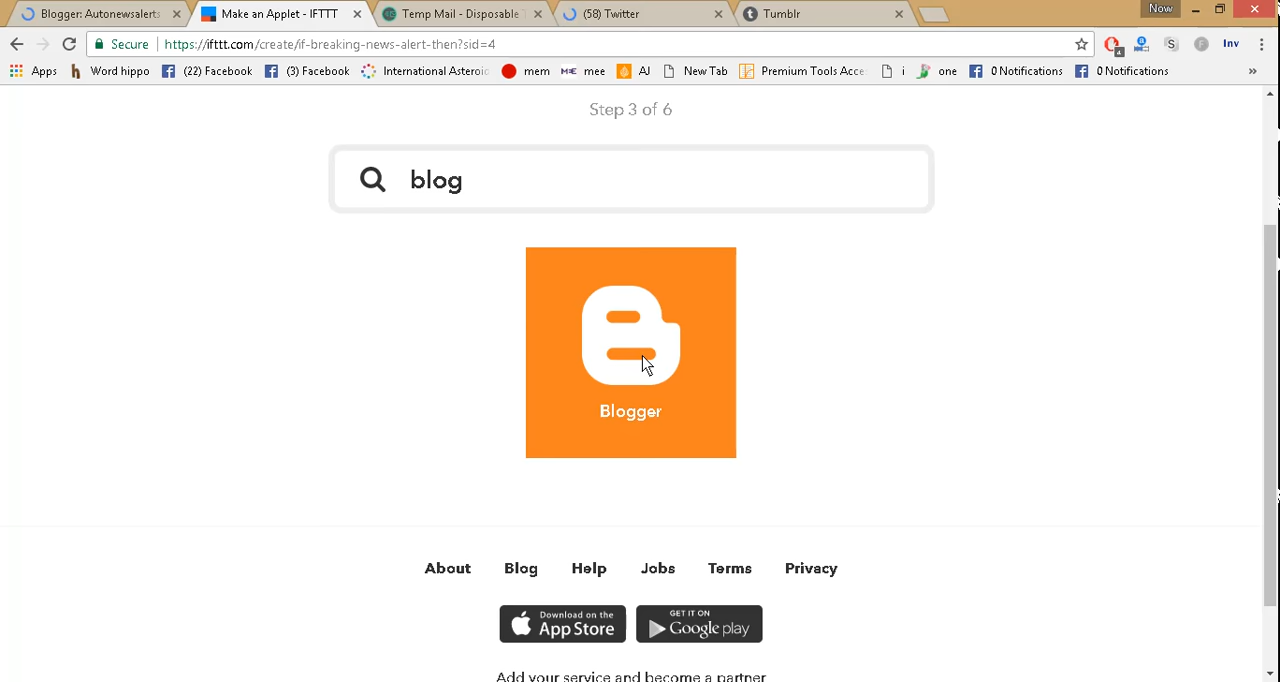 Blogger: Autonewsalerts
Make an Applet - IFTTT
Temp Mail - Disposable T
(58) Twitter
t Tumblr
Now
Secure https://ifttt.com/create/if-breaking-news-alert-then?sid=4
S F Inv
Apps h Word hippo (22) Facebook (3) Facebook International Asteroid mem M:E mee AI New Tab Premium Tools Acce i one 0 Notifications 0 Notifications »
Step 3 of 6
blog
Blogger
About Blog Help Jobs Terms Privacy
Download on the App Store
GET IT ON Google play
Add your service and become a partner